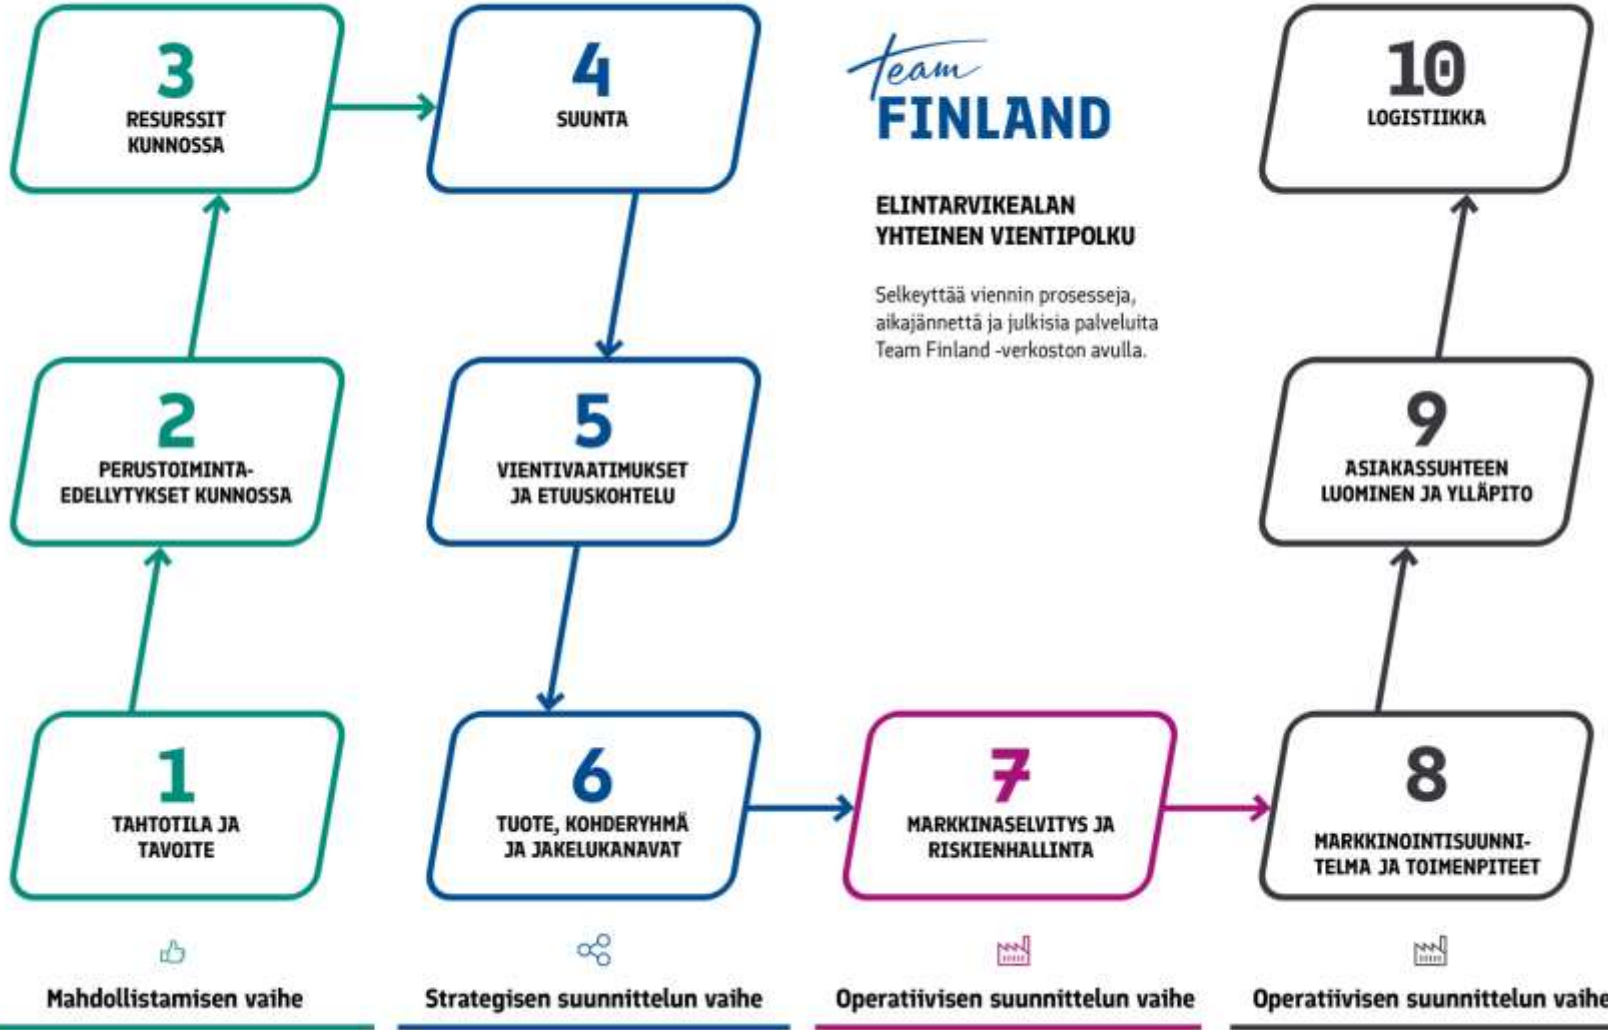 1
TAHTOTILA JA
TAVOITE
2
PERUSTOIMINTA-
EDELLYTYKSET KUNNOSSA
3
RESURSSIT
KUNNOSSA
4
SUUNTA
5
VIENTIVAATIMUKSET
JA ETUUSKOHTELU
6
TUOTE, KOHDERYHMÄ
JA JAKELUKANAVAT
7
MARKKINASELVITYS JA
RISKIENHALLINTA
8
MARKKINOINTISUUNNI-
TELMA JA TOIMENPITEET
9
ASIAKASSUHTEEN
LUOMINEN JA YLLÄPITO
10
LOGISTIIKKA
team
FINLAND
ELINTARVIKEALAN
YHTEINEN VIENTIPOLKU
Selkeyttää viennin prosesseja,
aikajännettä ja julkisia palveluita
Team Finland -verkoston avulla.
Mahdollistamisen vaihe
Strategisen suunnittelun vaihe
Operatiivisen suunnittelun vaihe
Operatiivisen suunnittelun vaihe